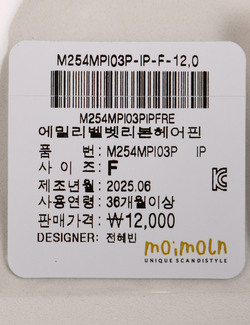 M254MPI03P-IP-F-12,0
M254MPI03PIPFRE
에밀리벨벳리본헤어핀
품 번: M254MPI03P IP
사 이 즈: F
제조년월: 2025.06
사용연령: 36개월이상
판매가격: ₩12,000
DESIGNER: 전혜빈
moimoln
UNIQUE SCANDISTYLE